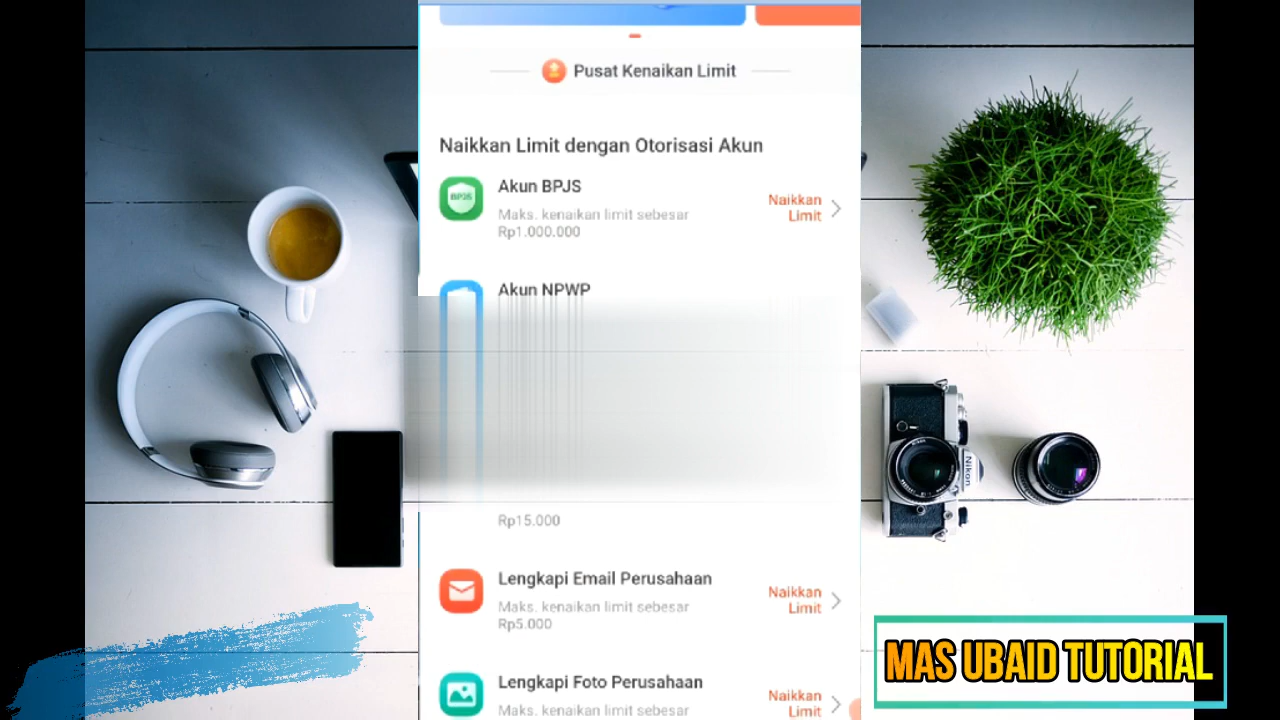 Pusat Kenaikan Limit
Naikkan Limit dengan Otorisasi Akun
Akun BPJS
Maks. kenaikan limit sebesar
Rp1.000.000
Naikkan
Limit
BPJS
Akun NPWP
Rp15.000
Lengkapi Email Perusahaan
Maks. kenaikan limit sebesar
Rp5.000
Naikkan
Limit
Lengkapi Foto Perusahaan
Maks. kenaikan limit sebesar
Naikkan
Limit
Nikon
MAS UBAID TUTORIAL